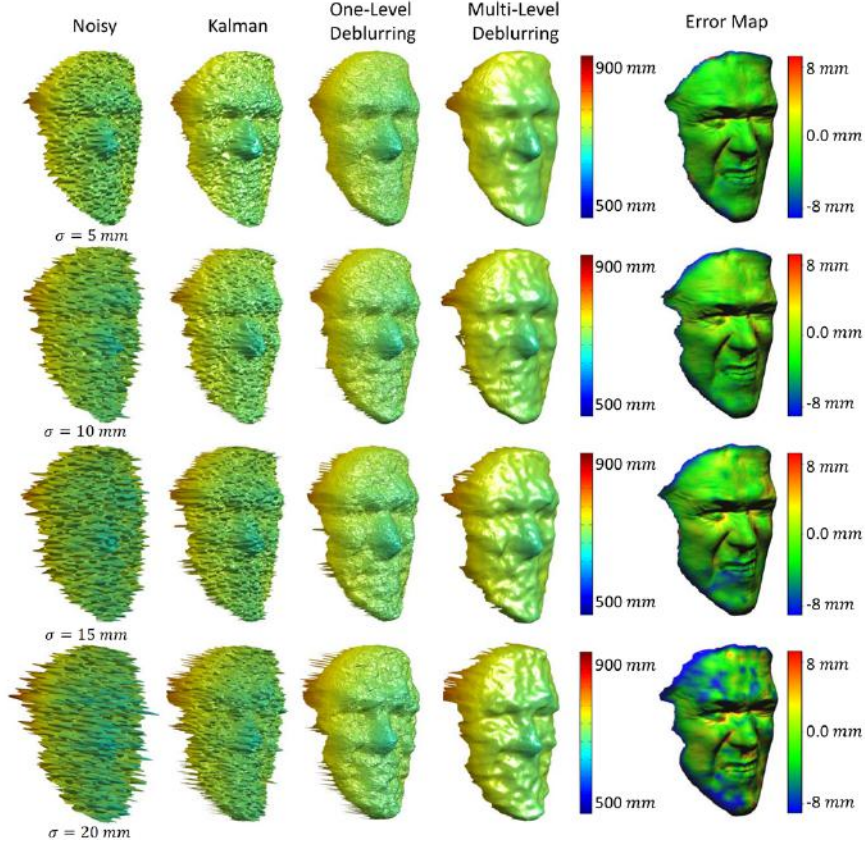 Noisy
Kalman
One-Level
Deblurring
Multi-Level
Deblurring
Error Map
900 mm
500 mm
8 mm
0.0 mm
-8 mm
σ = 5 mm
900 mm
500 mm
8 mm
0.0 mm
-8 mm
σ = 10 mm
900 mm
500 mm
8 mm
0.0 mm
-8 mm
σ = 15 mm
900 mm
500 mm
8 mm
0.0 mm
-8 mm
σ = 20 mm